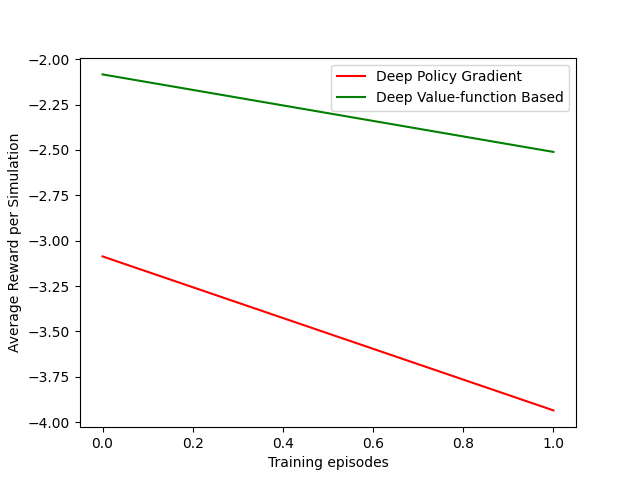 Deep Policy Gradient
Deep Value-function Based
Average Reward per Simulation
−2.00
−2.25
−2.50
−2.75
−3.00
−3.25
−3.50
−3.75
−4.00
0.0 0.2 0.4 0.6 0.8 1.0
Training episodes